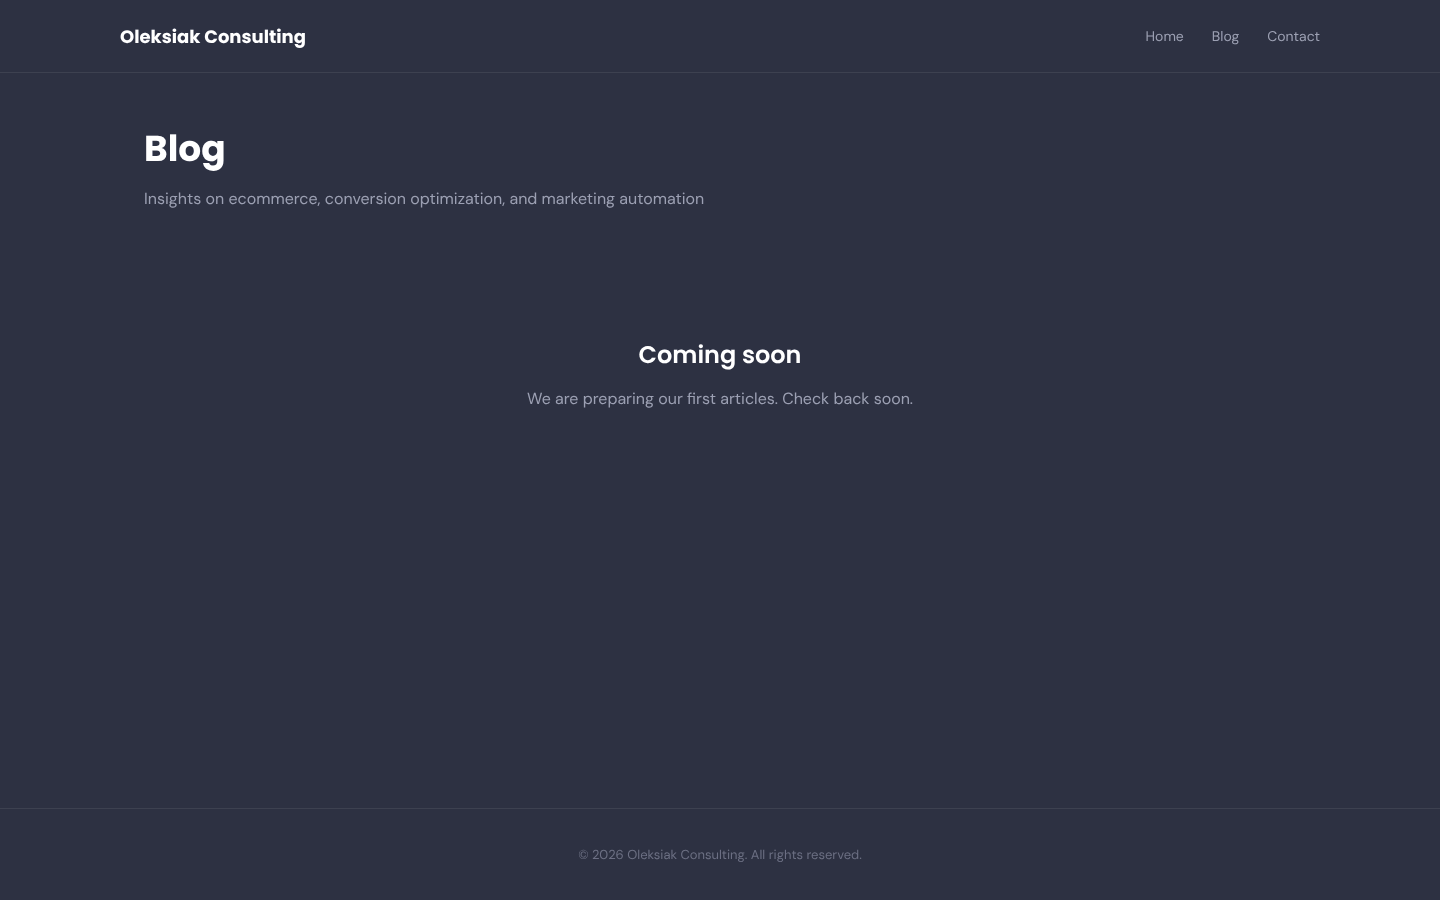 Oleksiak Consulting
Home Blog Contact
Blog
Insights on ecommerce, conversion optimization, and marketing automation
Coming soon
We are preparing our first articles. Check back soon.
© 2026 Oleksiak Consulting. All rights reserved.